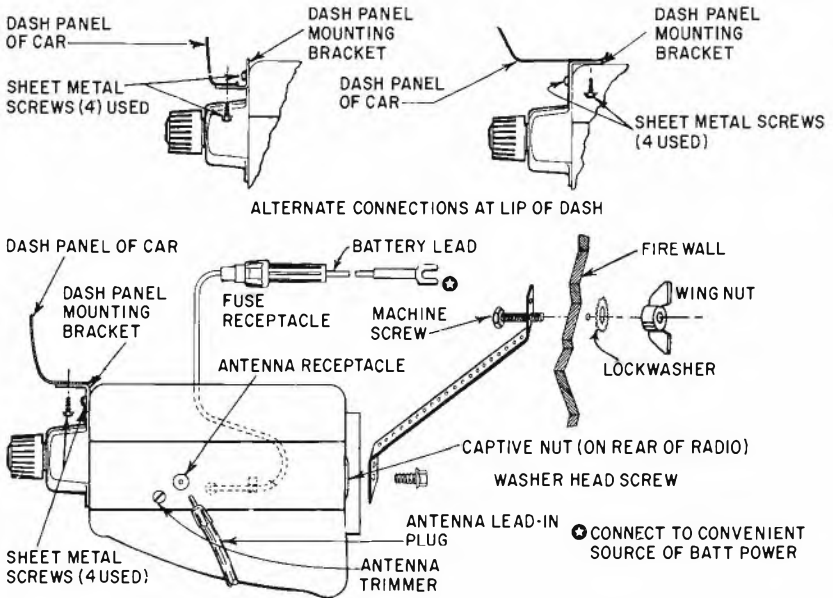 DASH PANEL
OF CAR
DASH PANEL
MOUNTING
BRACKET
SHEET METAL
SCREWS (4) USED
DASH PANEL
MOUNTING
BRACKET
DASH PANEL
OF CAR
SHEET METAL SCREWS
(4 USED)
ALTERNATE CONNECTIONS AT LIP OF DASH
DASH PANEL OF CAR
DASH PANEL
MOUNTING
BRACKET
BATTERY LEAD
FUSE
RECEPTACLE
MACHINE
SCREW
FIREWALL
WING NUT
LOCKWASHER
ANTENNA RECEPTACLE
CAPTIVE NUT (ON REAR OF RADIO)
WASHER HEAD SCREW
ANTENNA LEAD-IN
PLUG
ANTENNA
TRIMMER
SHEET METAL
SCREWS (4 USED)
✪ CONNECT TO CONVENIENT
SOURCE OF BATT POWER